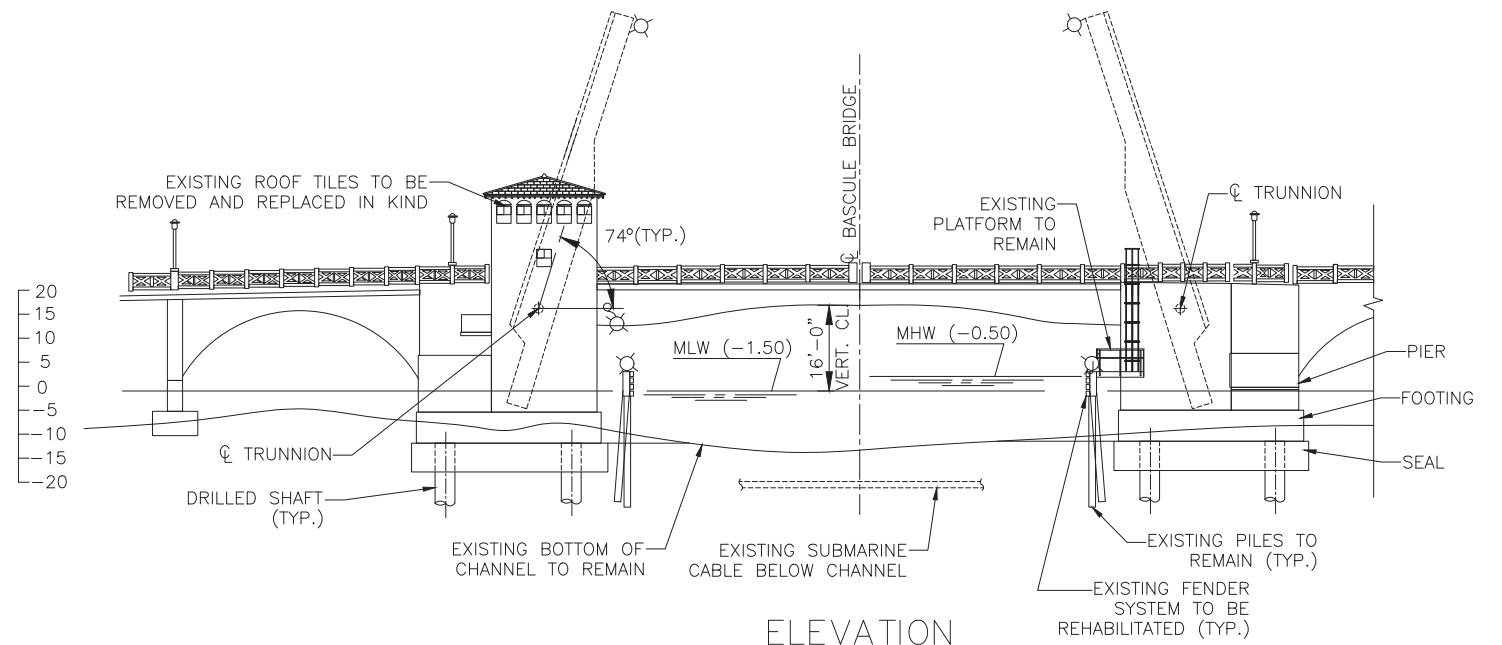 BASCULE BRIDGE
EXISTING ROOF TILES TO BE
REMOVED AND REPLACED IN KIND
74°(TYP.)
EXISTING
PLATFORM TO
REMAIN
℄ TRUNNION
℄
20
15
10
5
0
-5
-10
-15
-20
MLW (-1.50)
16'-0"
VERT. CL.
MHW (-0.50)
PIER
FOOTING
SEAL
℄ TRUNNION
DRILLED SHAFT
(TYP.)
EXISTING BOTTOM OF
CHANNEL TO REMAIN
EXISTING SUBMARINE
CABLE BELOW CHANNEL
EXISTING PILES TO
REMAIN (TYP.)
EXISTING FENDER
SYSTEM TO BE
REHABILITATED (TYP.)
ELEVATION